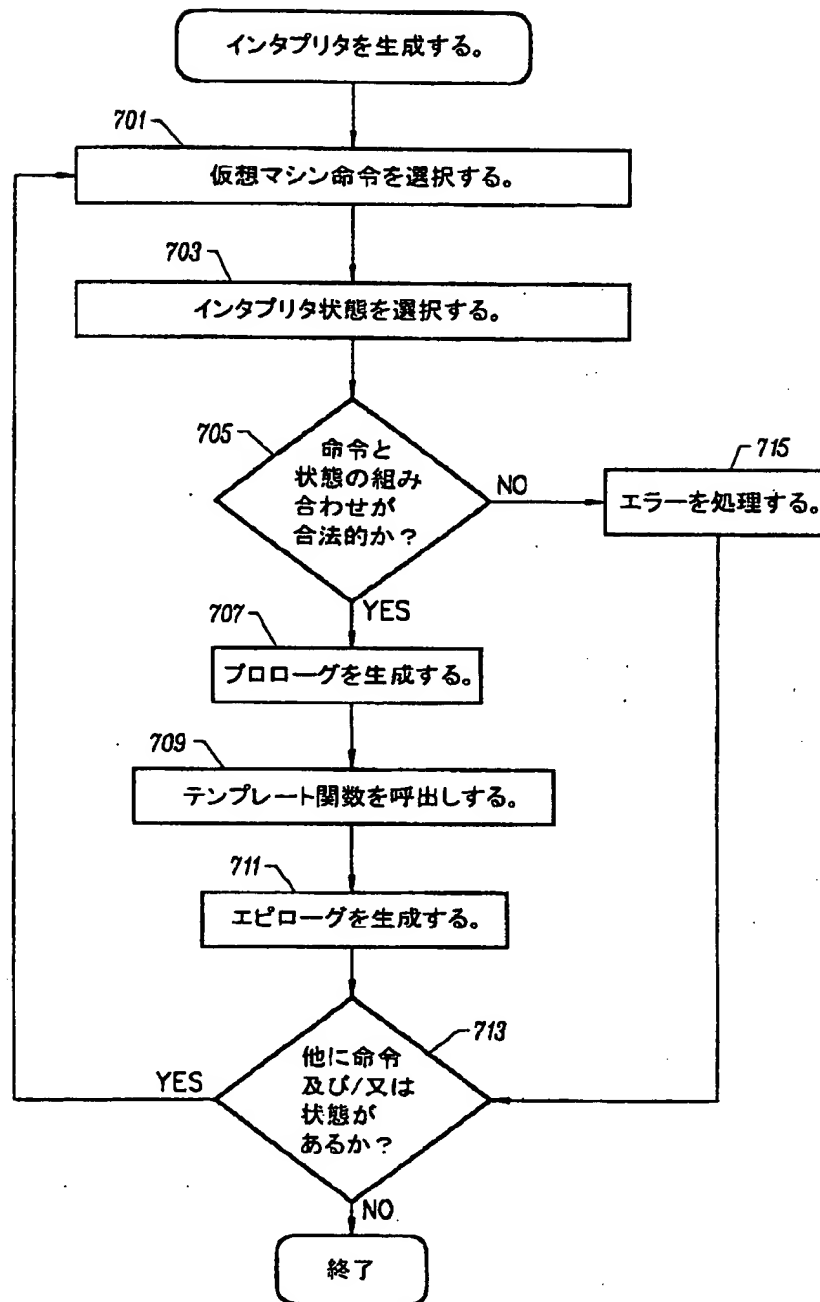 インタプリタを生成する。
701
仮想マシン命令を選択する。
703
インタプリタ状態を選択する。
705
命令と
状態の組み
合わせが
合法的か?
NO
715
エラーを処理する。
YES
707
プロローグを生成する。
709
テンプレート関数を呼出しする。
711
エピローグを生成する。
713
他に命令
及び/又は
状態が
あるか?
YES
NO
終了